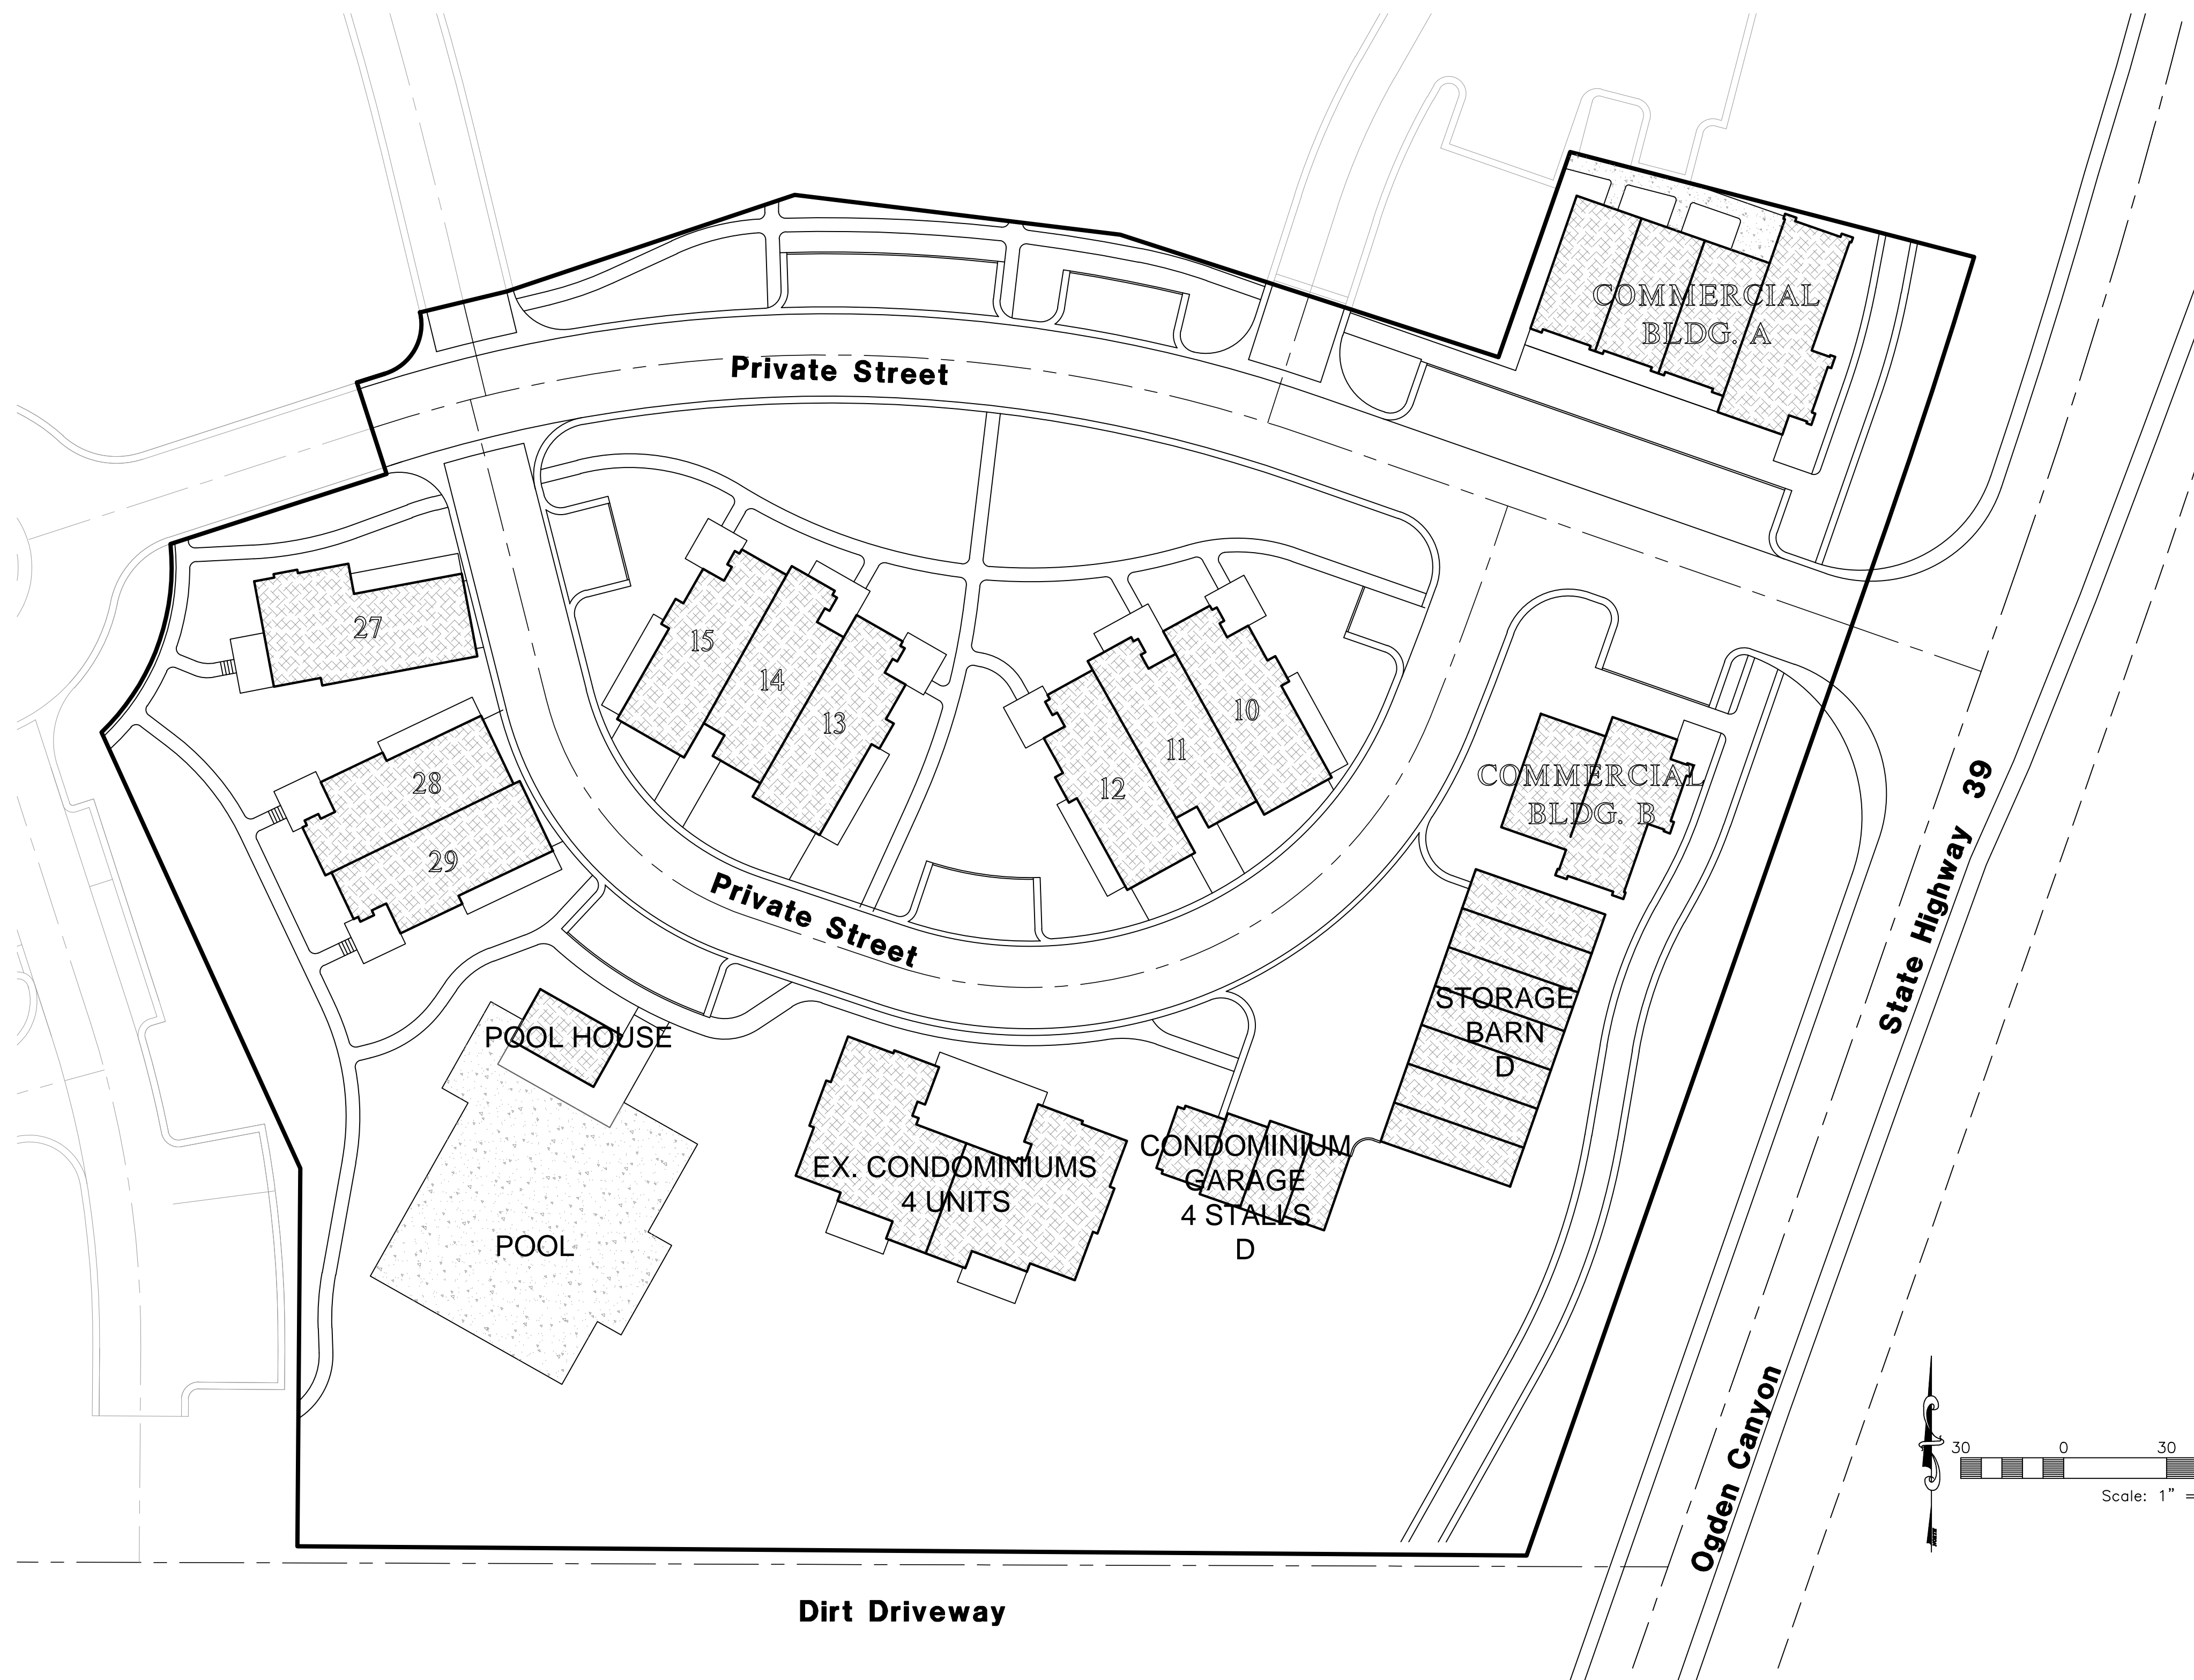 COMMERCIAL
BLDG. A
Private Street
27
15
14
13
10
11
12
28
29
COMMERCIAL
BLDG. B
State Highway 39
Private Street
STORAGE
BARN
D
POOL HOUSE
EX. CONDOMINIUMS
4 UNITS
CONDOMINIUM
GARAGE
4 STALLS
D
POOL
Ogden Canyon
30 0 30
Scale: 1" =
Dirt Driveway